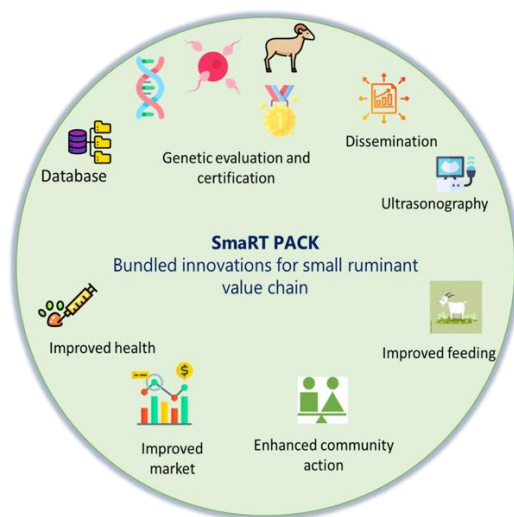 Database
Genetic evaluation and
certification
Dissemination
Ultrasonography
SmaRT PACK
Bundled innovations for small ruminant
value chain
Improved health
Improved feeding
Improved
market
Enhanced community
action